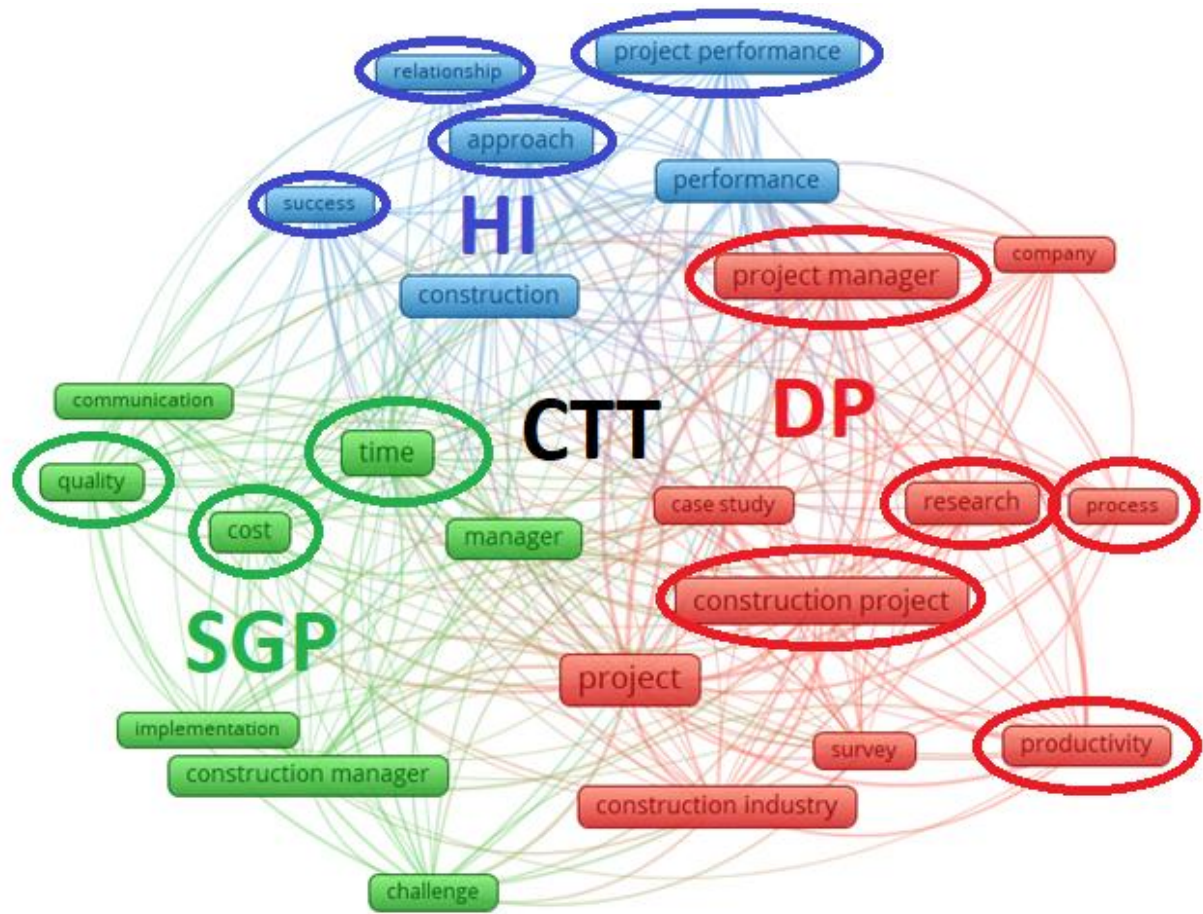 project performance
relationship
approach
performance
success
HI
project manager
company
construction
communication
time
CTT
DP
quality
cost
manager
case study
research
process
construction project
SGP
project
implementation
construction manager
survey
productivity
construction industry
challenge